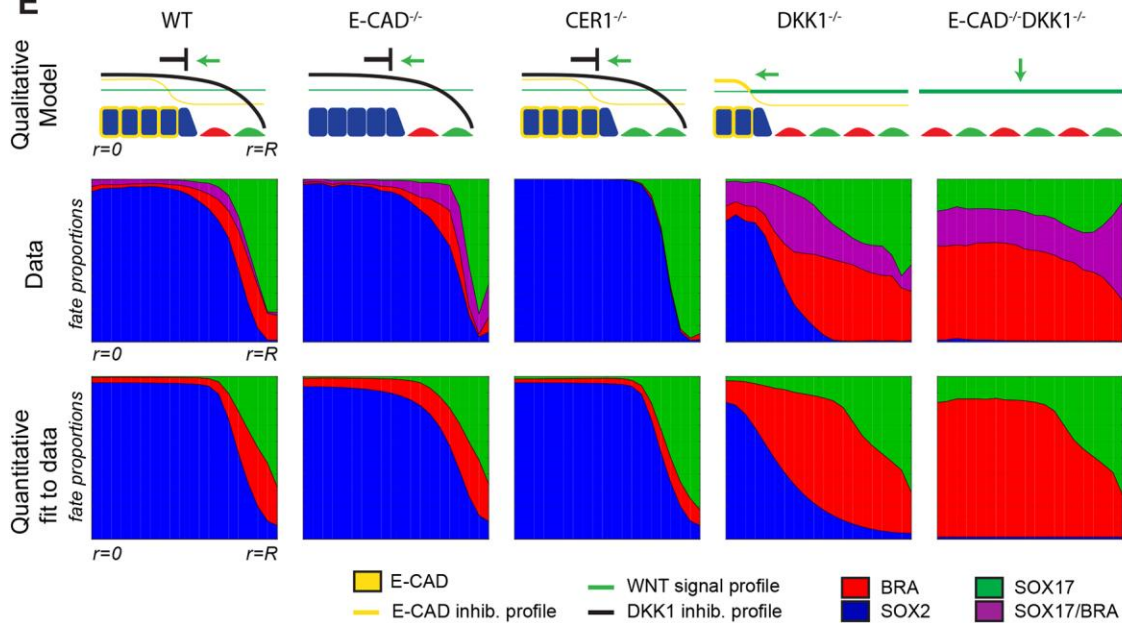 E
WT
E-CAD-/-
CER1-/-
DKK1-/-
E-CAD-/-DKK1-/-
Qualitative
Model
r=0
r=R
Data
fate proportions
r=0
r=R
Quantitative
fit to data
fate proportions
r=0
r=R
E-CAD
WNT signal profile
BRA
SOX17
E-CAD inhib. profile
DKK1 inhib. profile
SOX2
SOX17/BRA